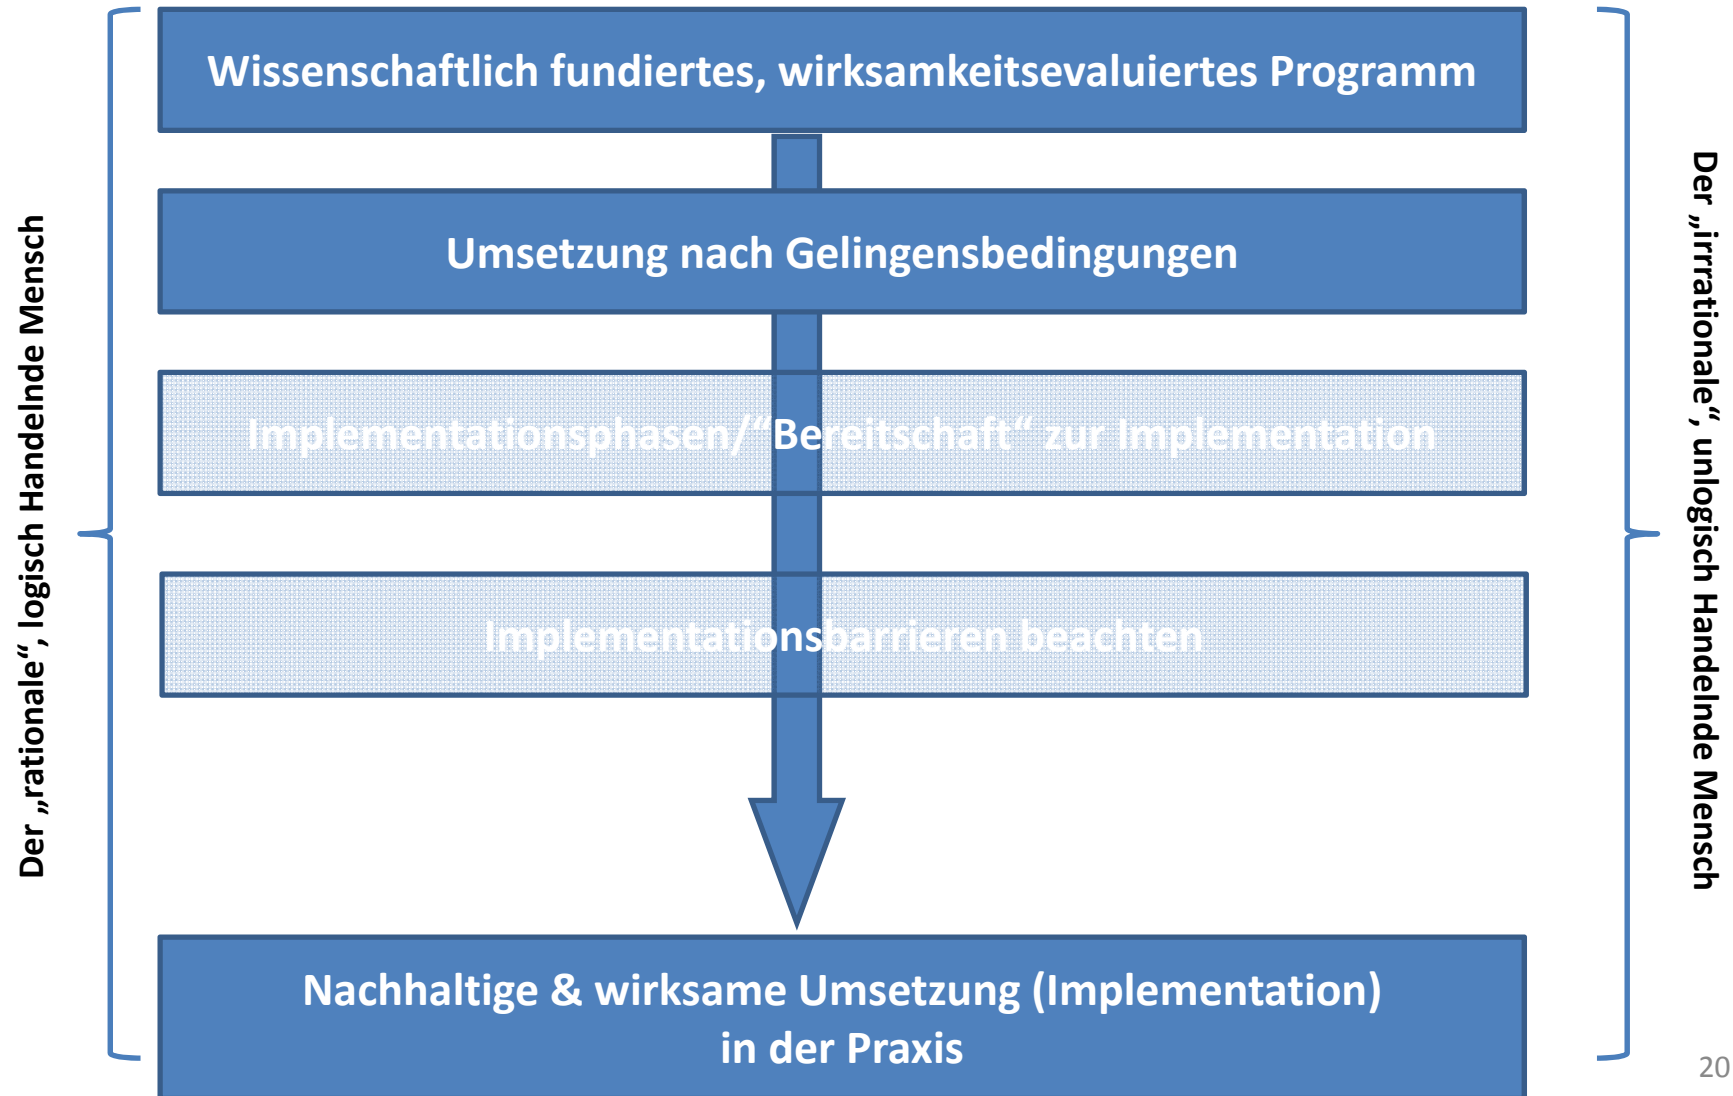 Wissenschaftlich fundiertes, wirksamkeitsevaluiertes Programm
Umsetzung nach Gelingensbedingungen
Implementationsphasen/“Bereitschaft“ zur Implementation
Implementationsbarrieren beachten
Nachhaltige & wirksame Umsetzung (Implementation)
in der Praxis
Der „rationale“, logisch Handelnde Mensch
Der „irrrationale“, unlogisch Handelnde Mensch
20